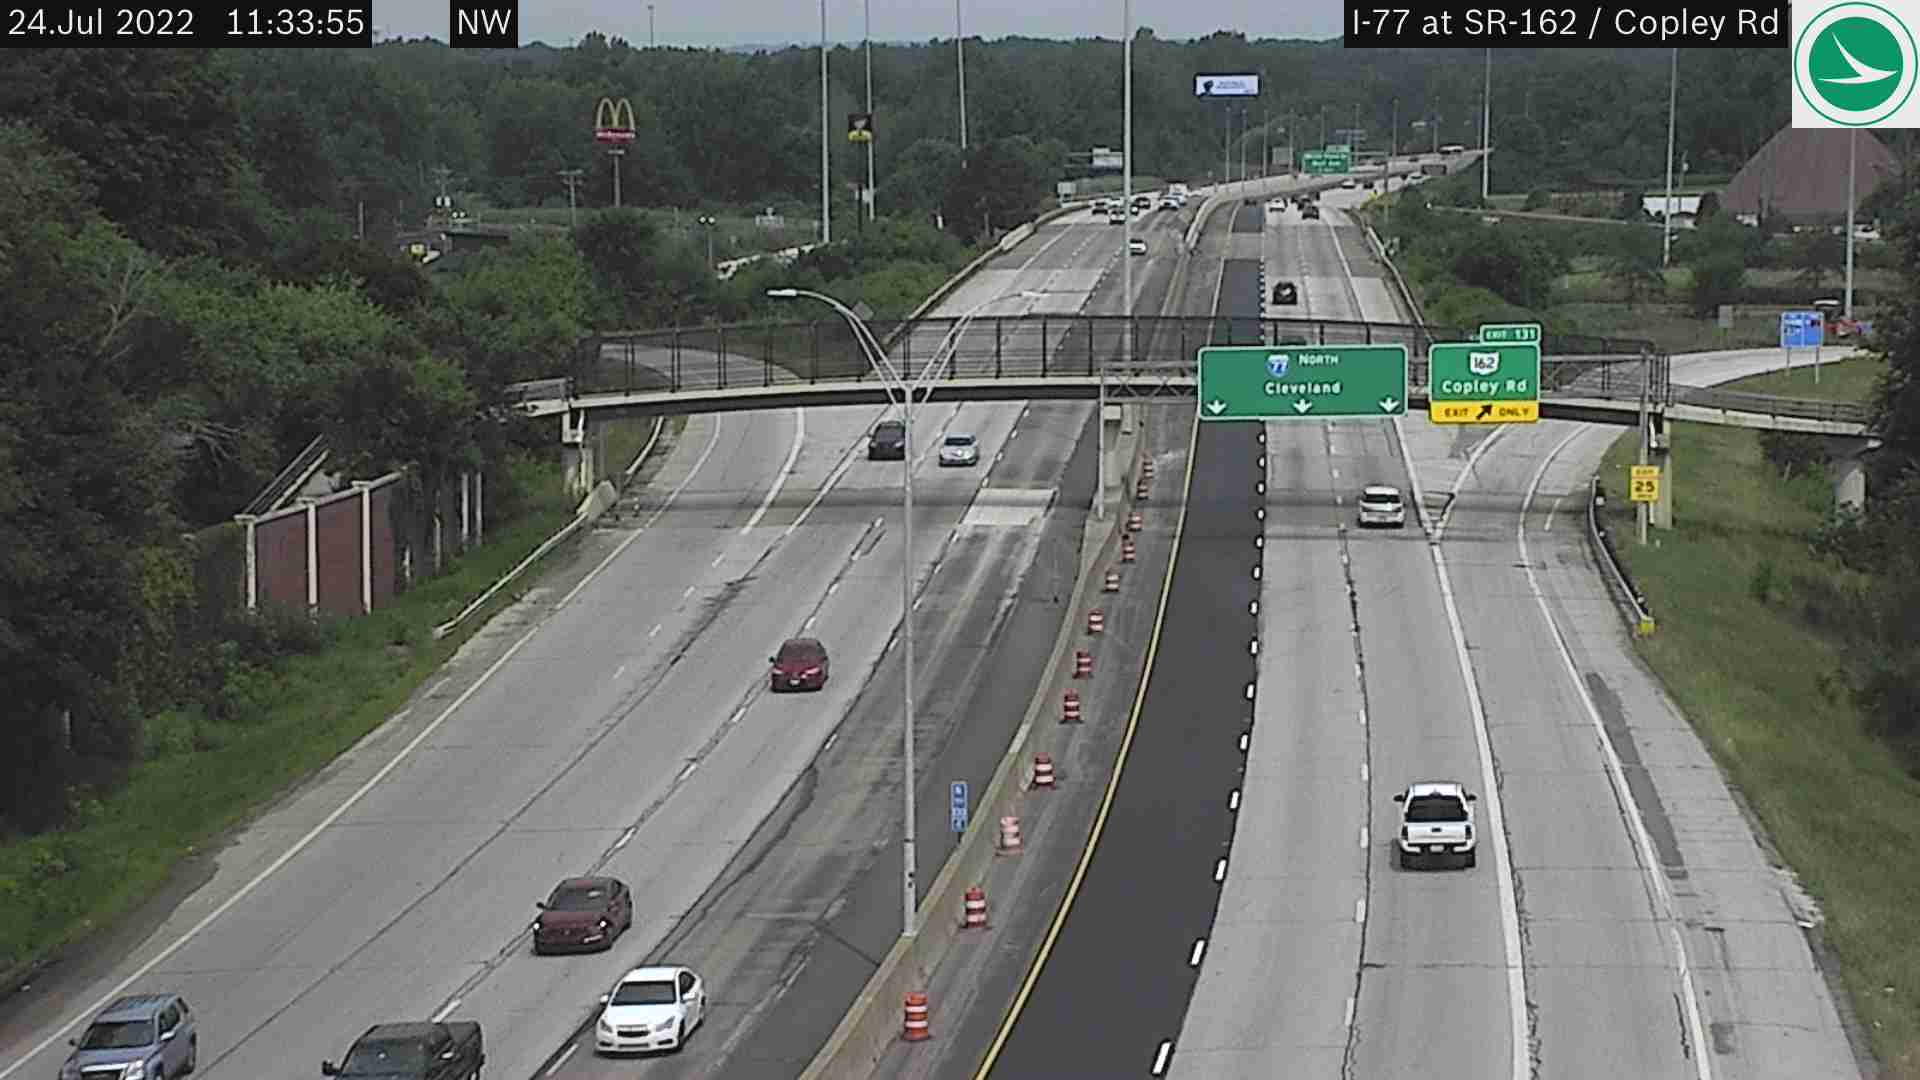 24.Jul 2022 11:33:55
NW
I-77 at SR-162 / Copley Rd
McDonald's
EXIT 131
77 NORTH
Cleveland
162
Copley Rd
EXIT ONLY
25